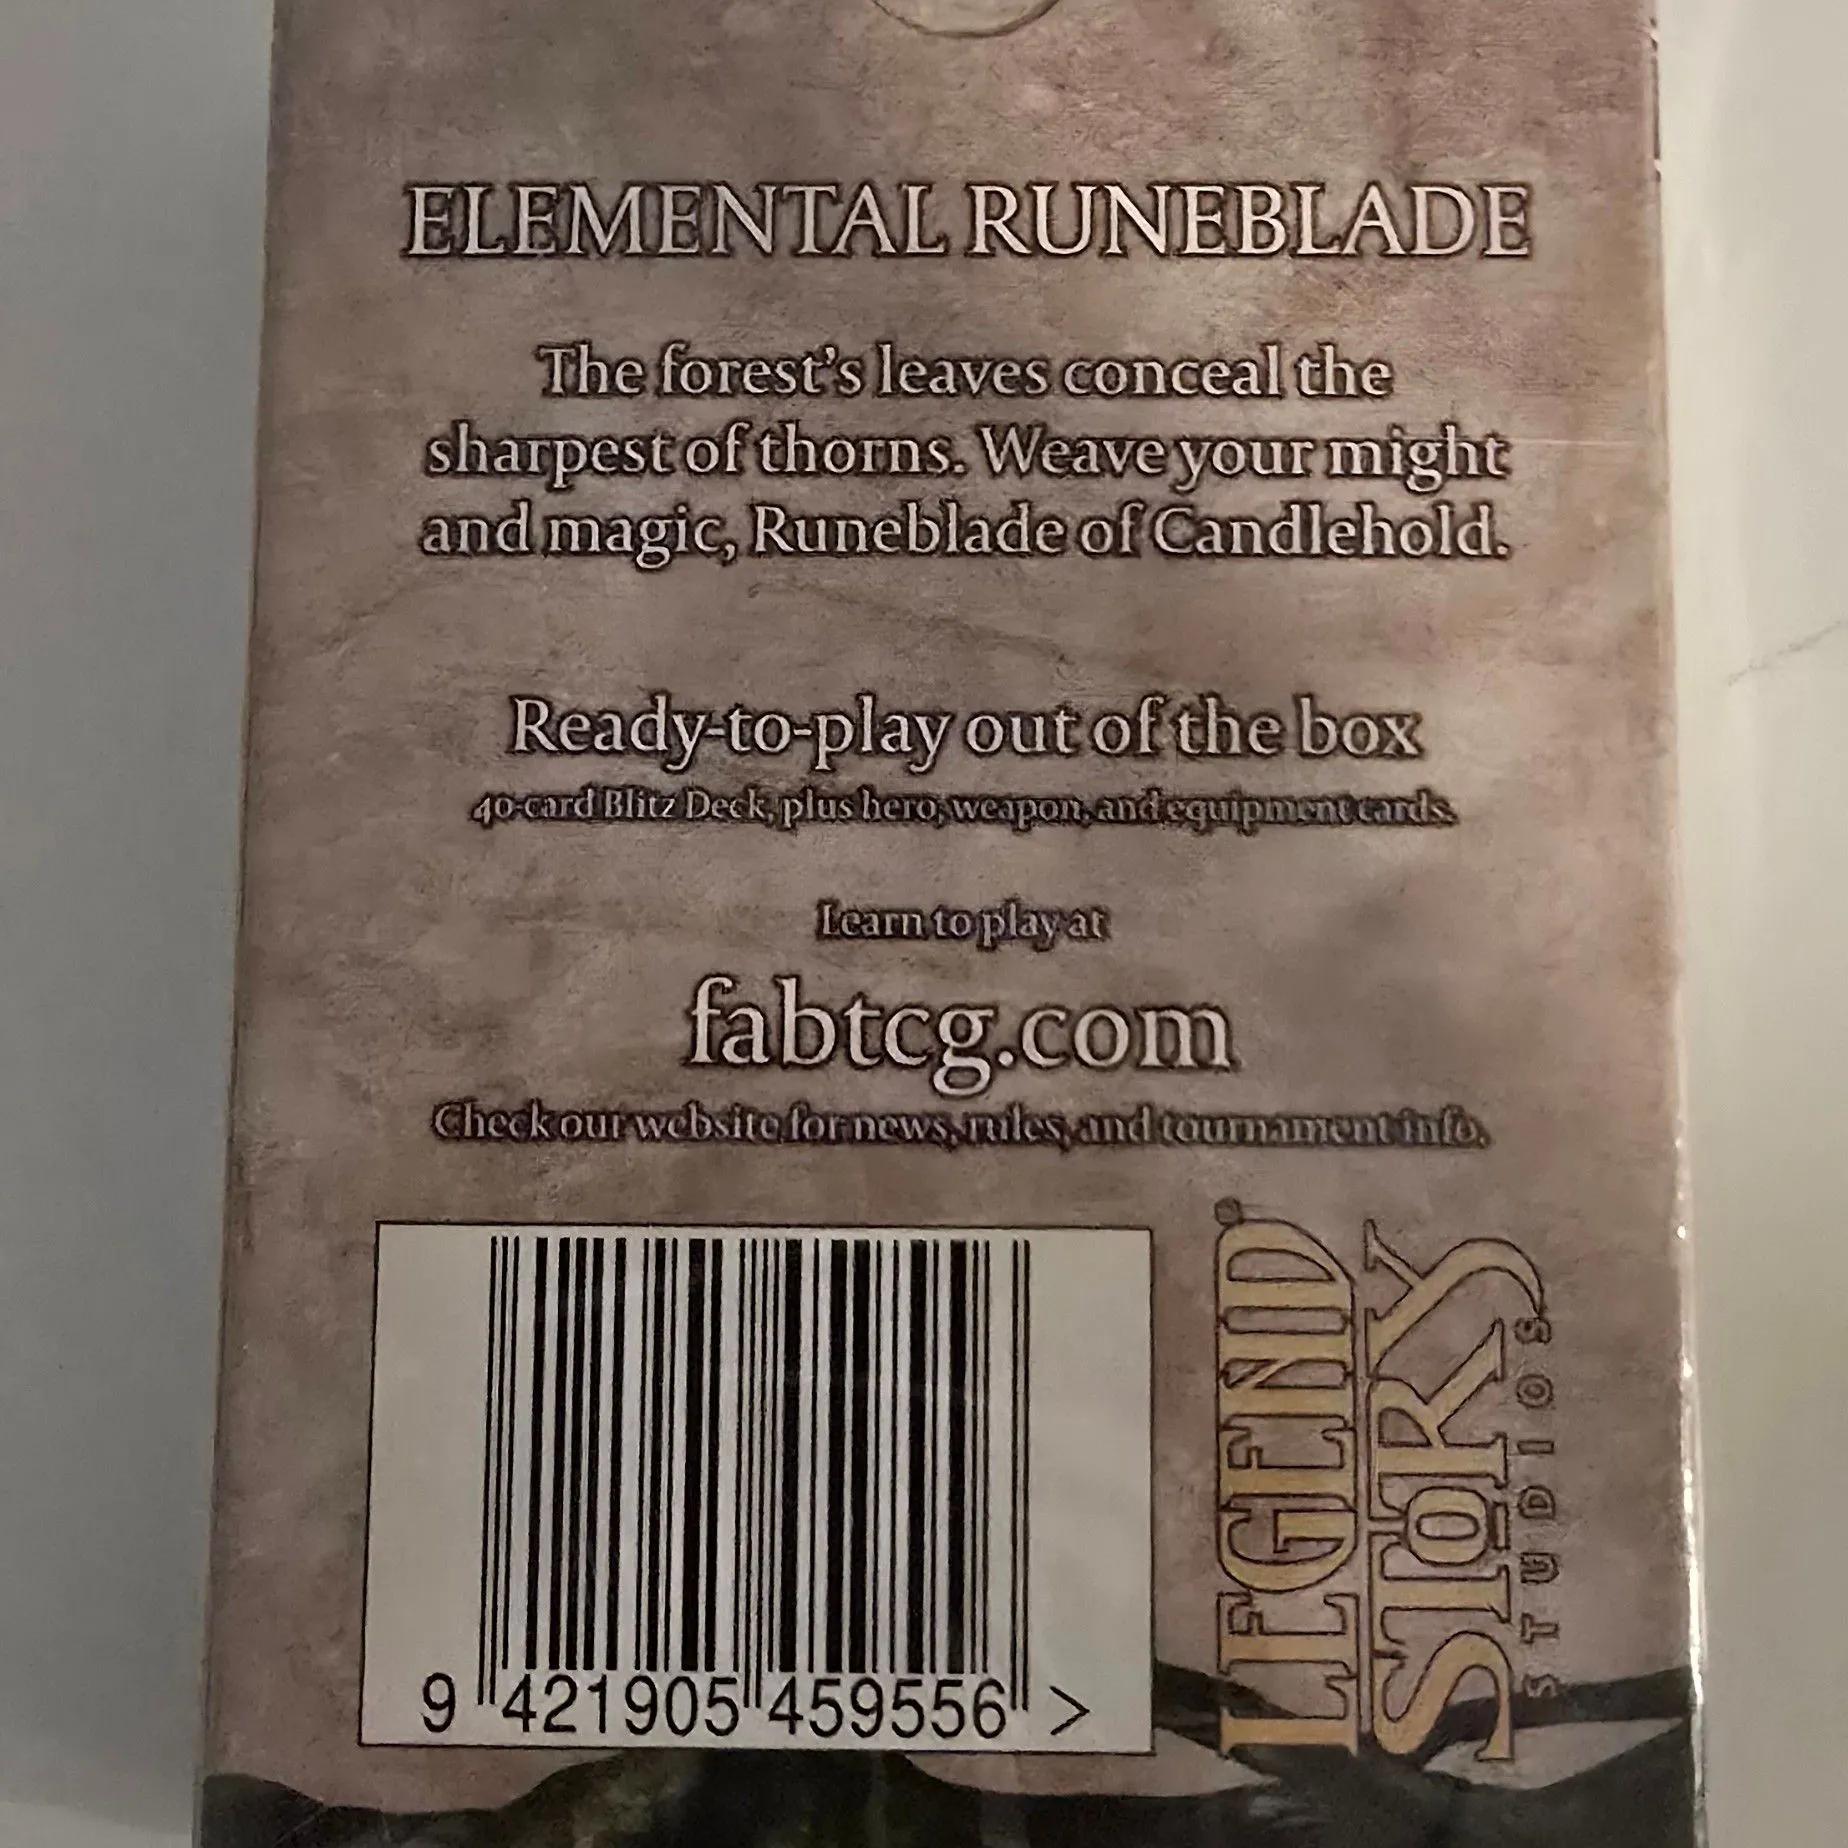 ELEMENTAL RUNEBLADE
The forest's leaves conceal the
sharpest of thorns. Weave your might
and magic, Runeblade of Candlehold.
Ready-to-play out of the box
40-card Blitz Deck, plus hero, weapon, and equipment cards.
Learn to play at
fabtcg.com
Check our website for news, rules, and tournament info.
9 421905 459556 >
LEGEND
STORY
STUDIOS